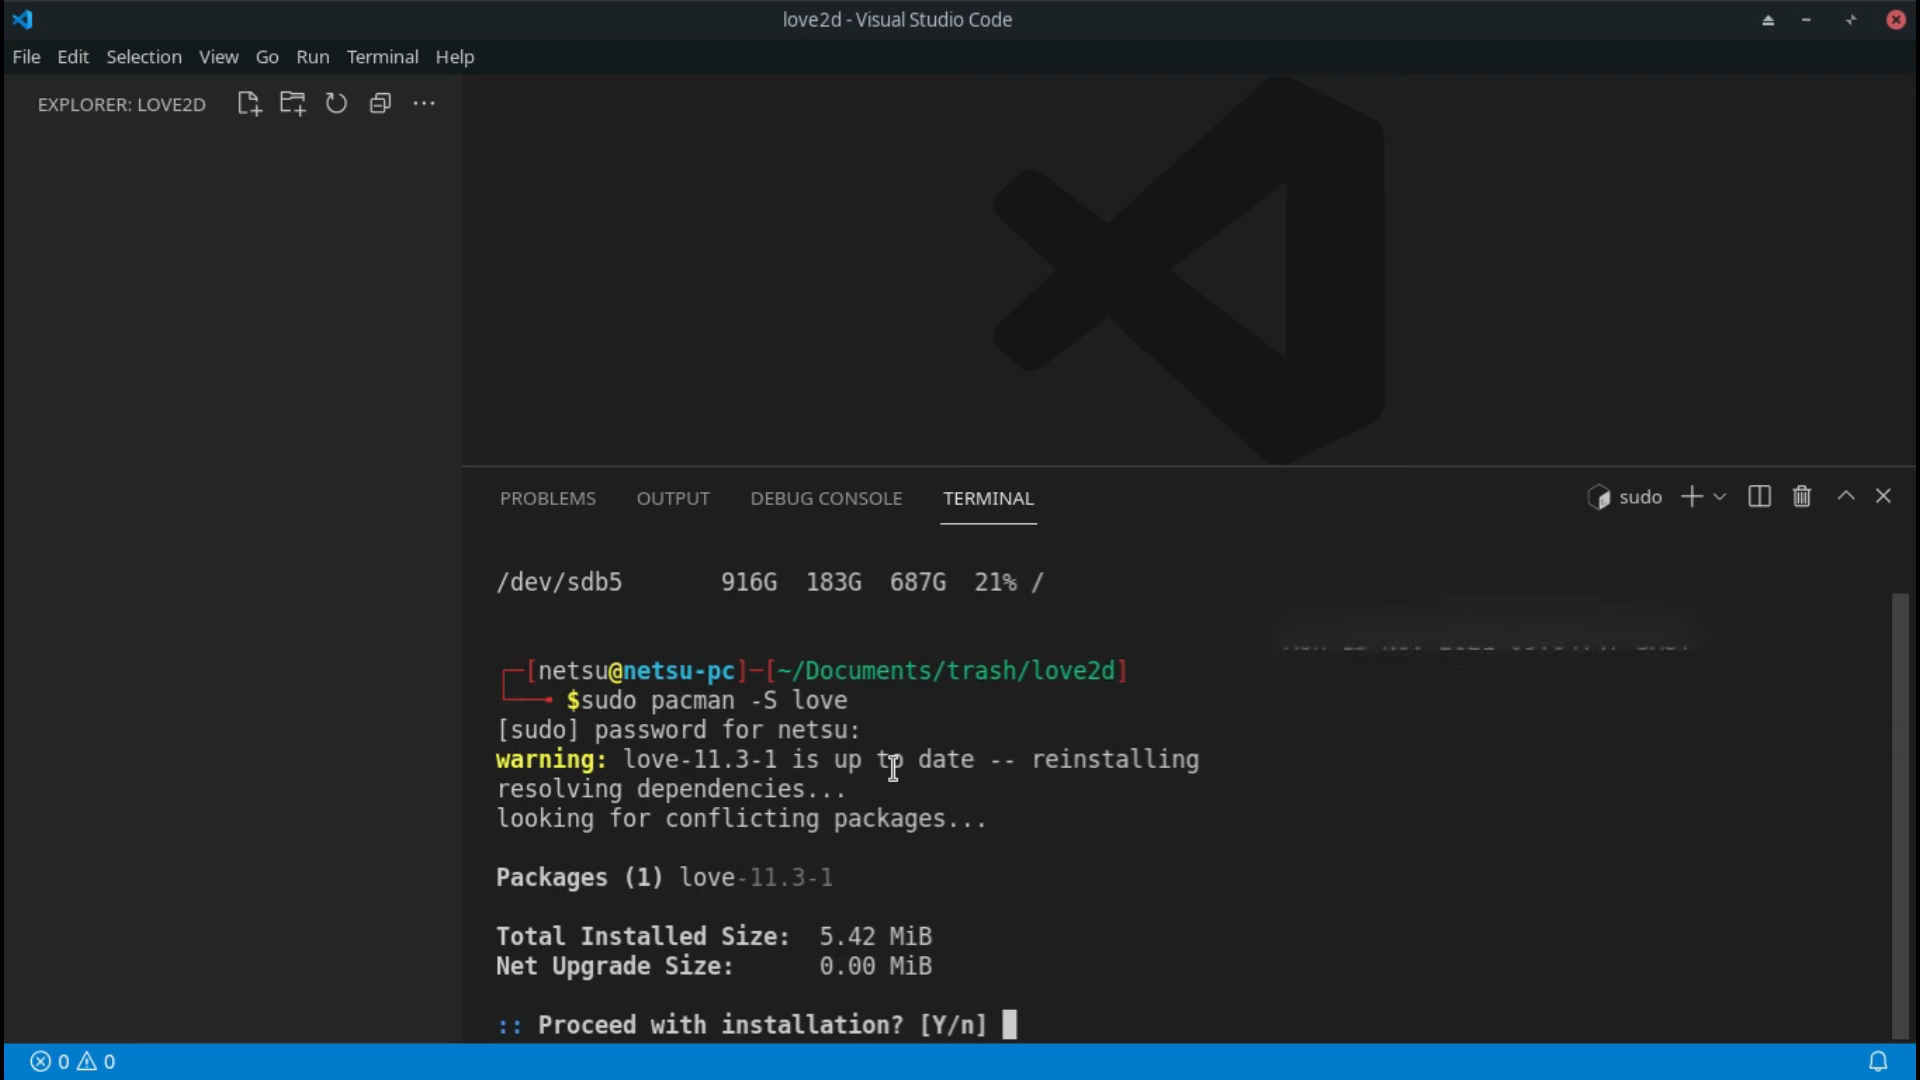 love2d - Visual Studio Code
File Edit Selection View Go Run Terminal Help
EXPLORER: LOVE2D
PROBLEMS OUTPUT DEBUG CONSOLE TERMINAL
sudo
/dev/sdb5 916G 183G 687G 21% /
[netsu@netsu-pc]-[~/Documents/trash/love2d]
$sudo pacman -S love
[sudo] password for netsu:
warning: love-11.3-1 is up to date -- reinstalling
resolving dependencies...
looking for conflicting packages...
Packages (1) love-11.3-1
Total Installed Size: 5.42 MiB
Net Upgrade Size: 0.00 MiB
:: Proceed with installation? [Y/n]
0 0